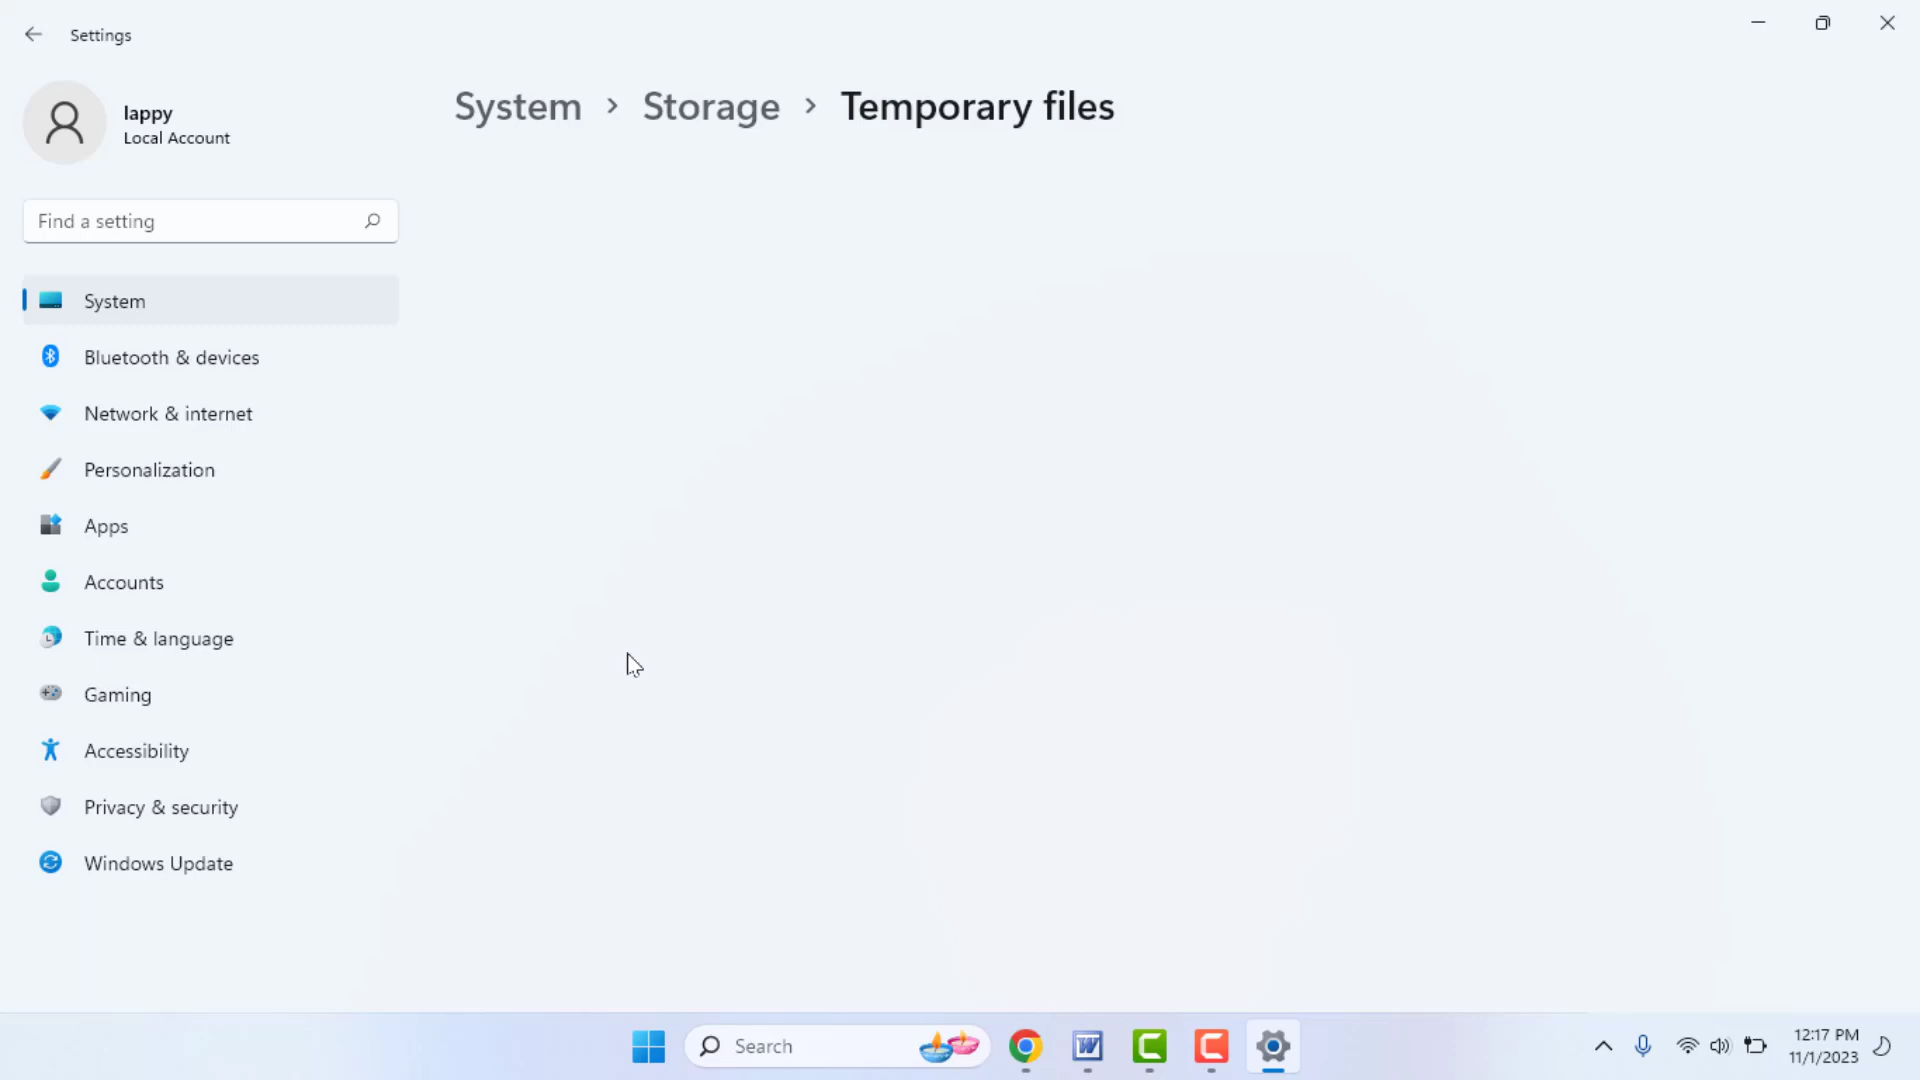 Settings
lappy
Local Account
System > Storage > Temporary files
Find a setting
System
Bluetooth & devices
Network & internet
Personalization
Apps
Accounts
Time & language
Gaming
Accessibility
Privacy & security
Windows Update
Search
12:17 PM
11/1/2023